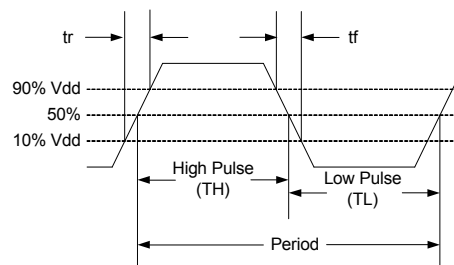 tr
tf
90% Vdd
50%
10% Vdd
High Pulse
(TH)
Low Pulse
(TL)
Period